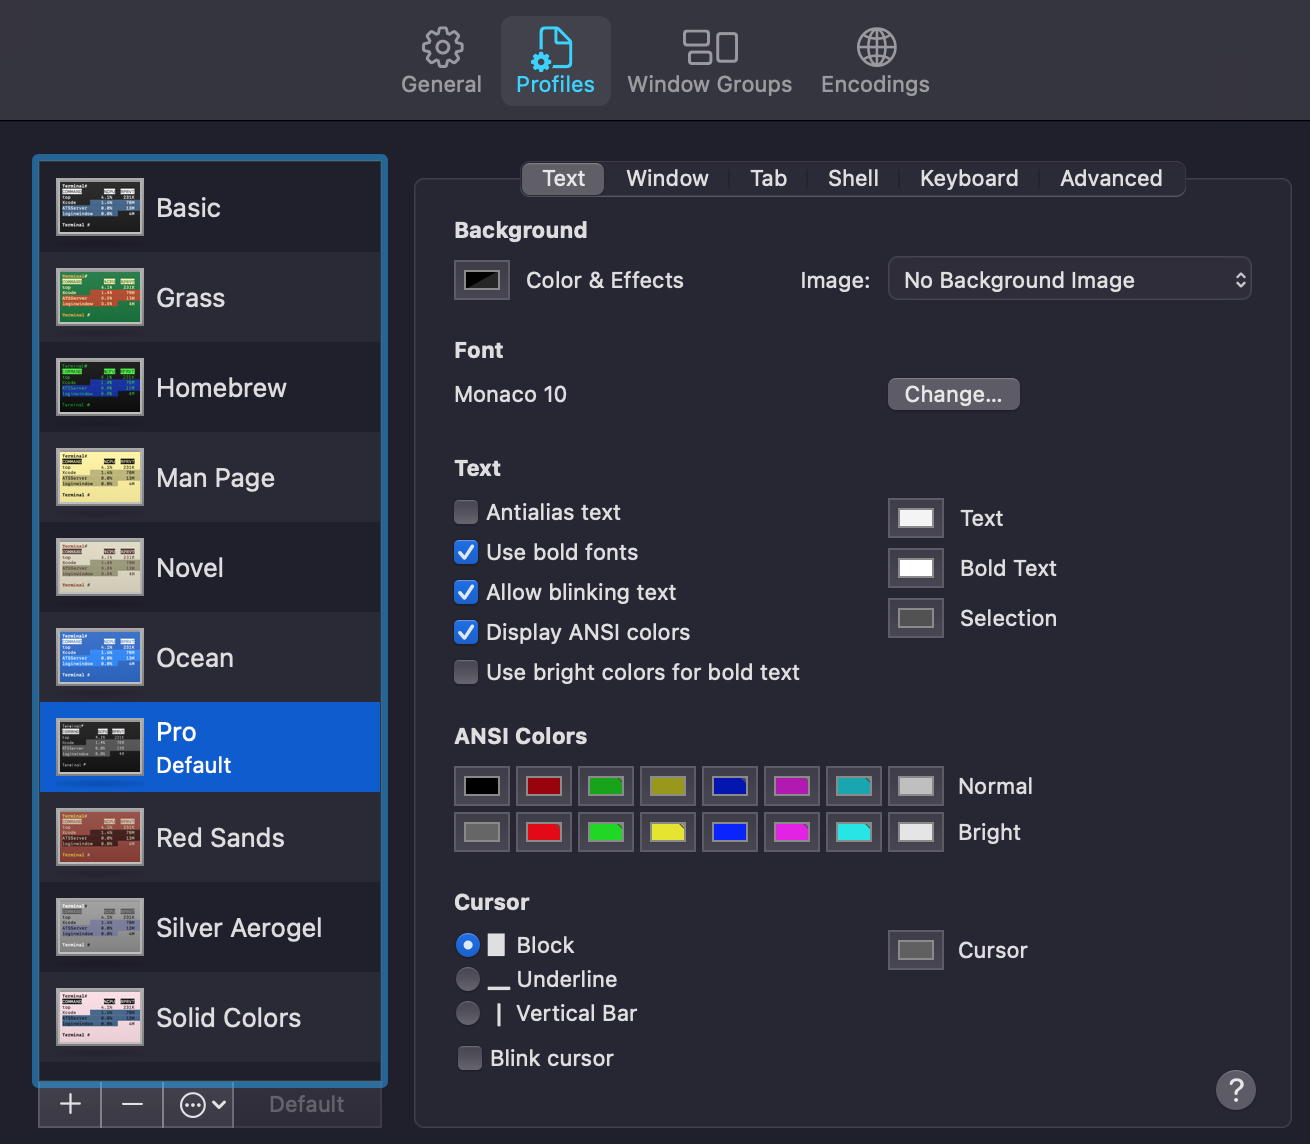 General
Profiles
Window Groups
Encodings
Basic
Grass
Homebrew
Man Page
Novel
Ocean
Pro
Default
Red Sands
Silver Aerogel
Solid Colors
Default
Text
Window
Tab
Shell
Keyboard
Advanced
Background
Color & Effects
Image:
No Background Image
Font
Monaco 10
Change...
Text
Antialias text
Use bold fonts
Allow blinking text
Display ANSI colors
Use bright colors for bold text
Text
Bold Text
Selection
ANSI Colors
Normal
Bright
Cursor
Block
Underline
Vertical Bar
Blink cursor
Cursor
?